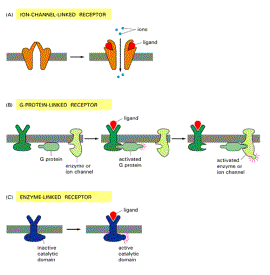 (A) ION-CHANNEL-LINKED RECEPTOR
ions
ligand
(B) G-PROTEIN-LINKED RECEPTOR
ligand
G protein
enzyme or
ion channel
activated
G protein
activated
enzyme or
ion channel
(C) ENZYME-LINKED RECEPTOR
ligand
inactive
catalytic
domain
active
catalytic
domain